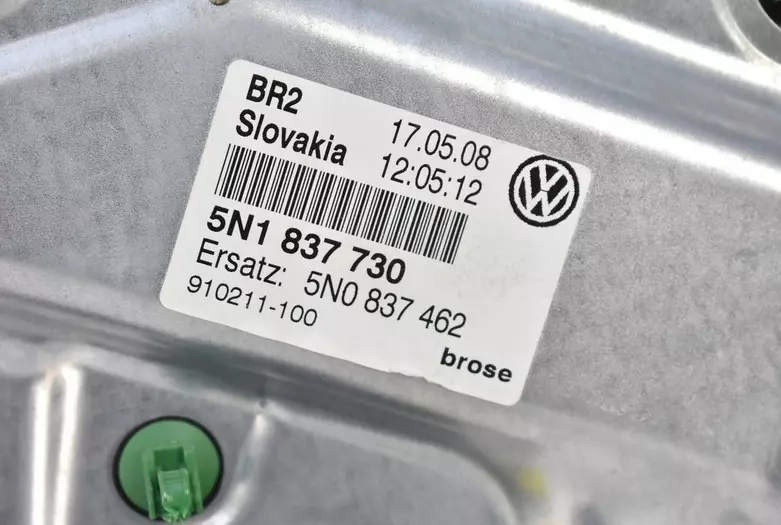 BR2
Slovakia
17.05.08
12:05:12
5N1 837 730
Ersatz: 5N0 837 462
910211-100
brose